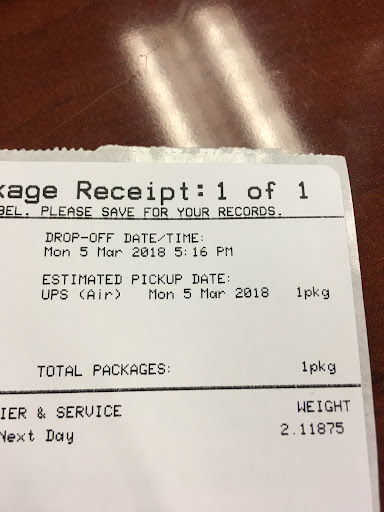 kage Receipt: 1 of 1
BEL. PLEASE SAVE FOR YOUR RECORDS.
DROP-OFF DATE/TIME:
Mon 5 Mar 2018 5:16 PM
ESTIMATED PICKUP DATE:
UPS (Air) Mon 5 Mar 2018 1pkg
TOTAL PACKAGES: 1pkg
IER & SERVICE WEIGHT
Next Day 2.11875